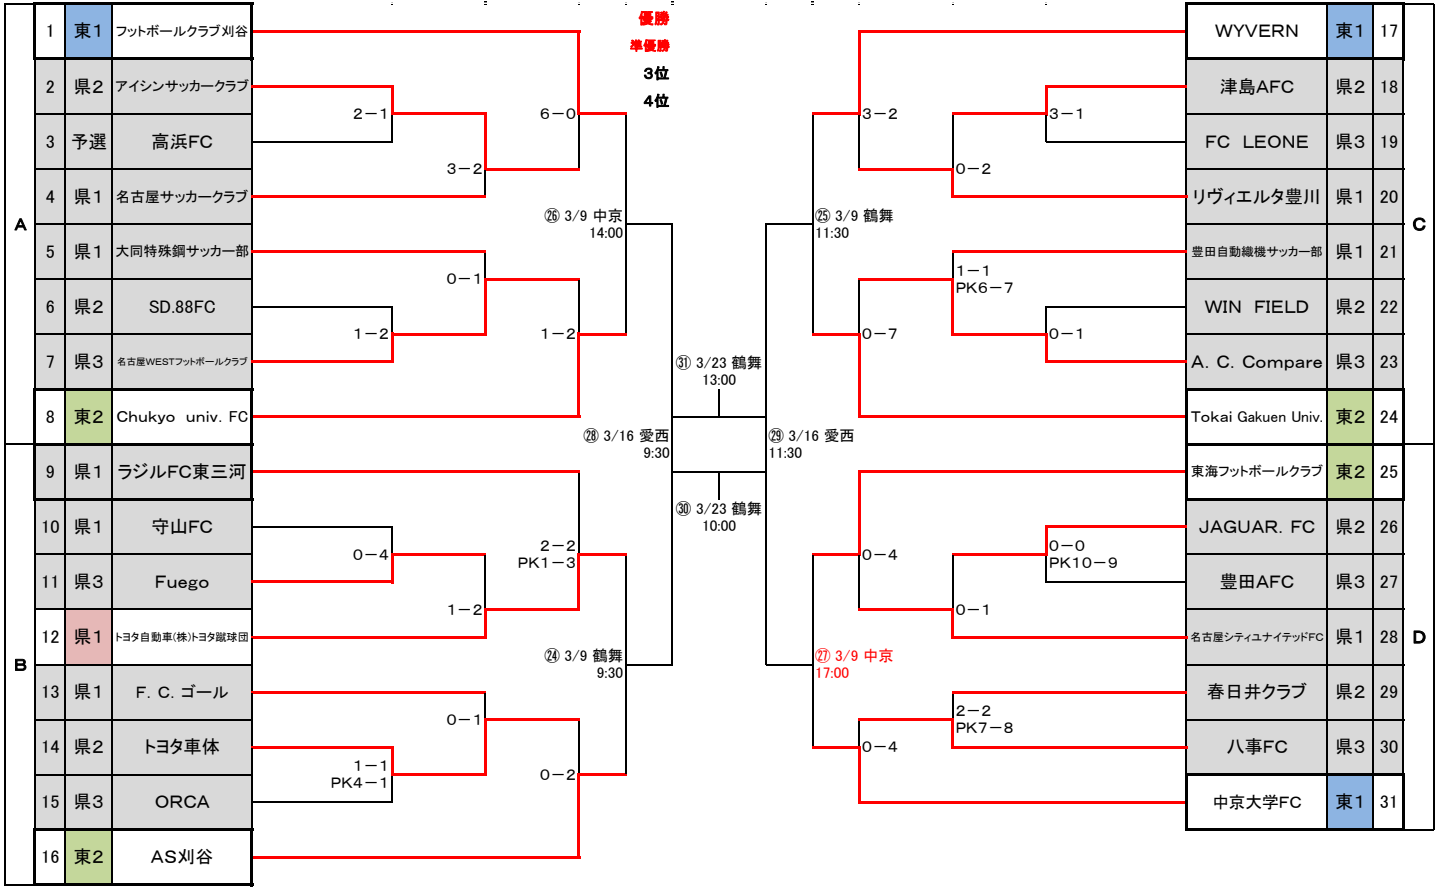 優勝
準優勝
3位
4位
A
1 東1 フットボールクラブ刈谷
2 県2 アイシンサッカークラブ
3 予選 高浜FC
4 県1 名古屋サッカークラブ
5 県1 大同特殊鋼サッカー部
6 県2 SD.88FC
7 県3 名古屋WESTフットボールクラブ
8 東2 Chukyo univ. FC
B
9 県1 ラジルFC東三河
10 県1 守山FC
11 県3 Fuego
12 県1 トヨタ自動車(株)トヨタ蹴球団
13 県1 F. C. ゴール
14 県2 トヨタ車体
15 県3 ORCA
16 東2 AS刈谷
2－1
3－2
6－0
0－1
1－2
1－2
0－4
1－2
2－2
PK1－3
0－1
1－1
PK4－1
0－2
㉖ 3/9 中京
14:00
㉔ 3/9 鶴舞
9:30
㉘ 3/16 愛西
9:30
㉛ 3/23 鶴舞
13:00
㉚ 3/23 鶴舞
10:00
㉙ 3/16 愛西
11:30
㉕ 3/9 鶴舞
11:30
㉗ 3/9 中京
17:00
3－2
3－1
0－2
1－1
PK6－7
0－1
0－7
0－4
0－0
PK10－9
0－1
2－2
PK7－8
0－4
C
WYVERN 東1 17
津島AFC 県2 18
FC LEONE 県3 19
リヴィエルタ豊川 県1 20
豊田自動織機サッカー部 県1 21
WIN FIELD 県2 22
A. C. Compare 県3 23
Tokai Gakuen Univ. 東2 24
D
東海フットボールクラブ 東2 25
JAGUAR. FC 県2 26
豊田AFC 県3 27
名古屋シティユナイテッドFC 県1 28
春日井クラブ 県2 29
八事FC 県3 30
中京大学FC 東1 31